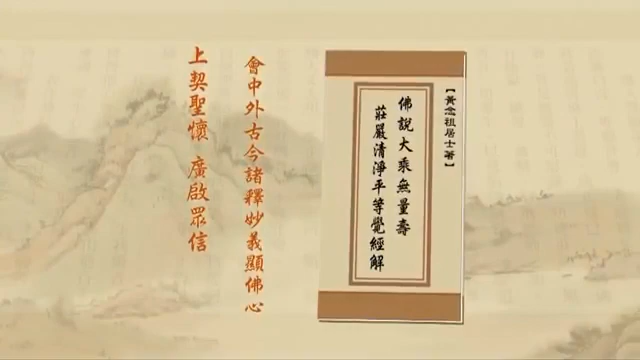 【黃念祖居士著】
佛說大乘無量壽
莊嚴清淨平等覺經解
會中外古今諸釋妙義顯佛心
上契聖懷 廣啟眾信